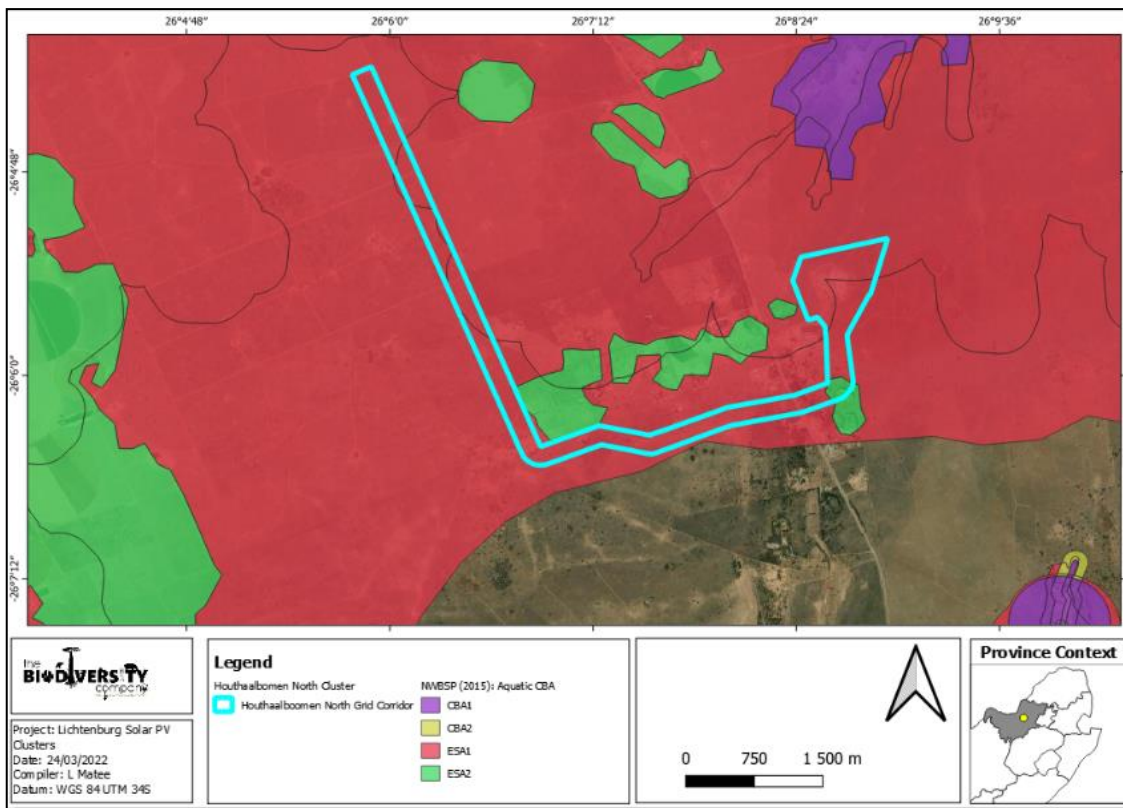 26°4'48" 26°6'0" 26°7'12" 26°8'24" 26°9'36"
-26°4'48"
-26°6'0"
-26°7'12"
the
BIODIVERSITY
company
Project: Lichtenburg Solar PV
Clusters
Date: 24/03/2022
Compiler: L Matee
Datum: WGS 84 UTM 34S
Legend
Houthaalbomen North Cluster
Houthaalboomen North Grid Corridor
NWBSP (2015): Aquatic CBA
CBA1
CBA2
ESA1
ESA2
0 750 1 500 m
Province Context